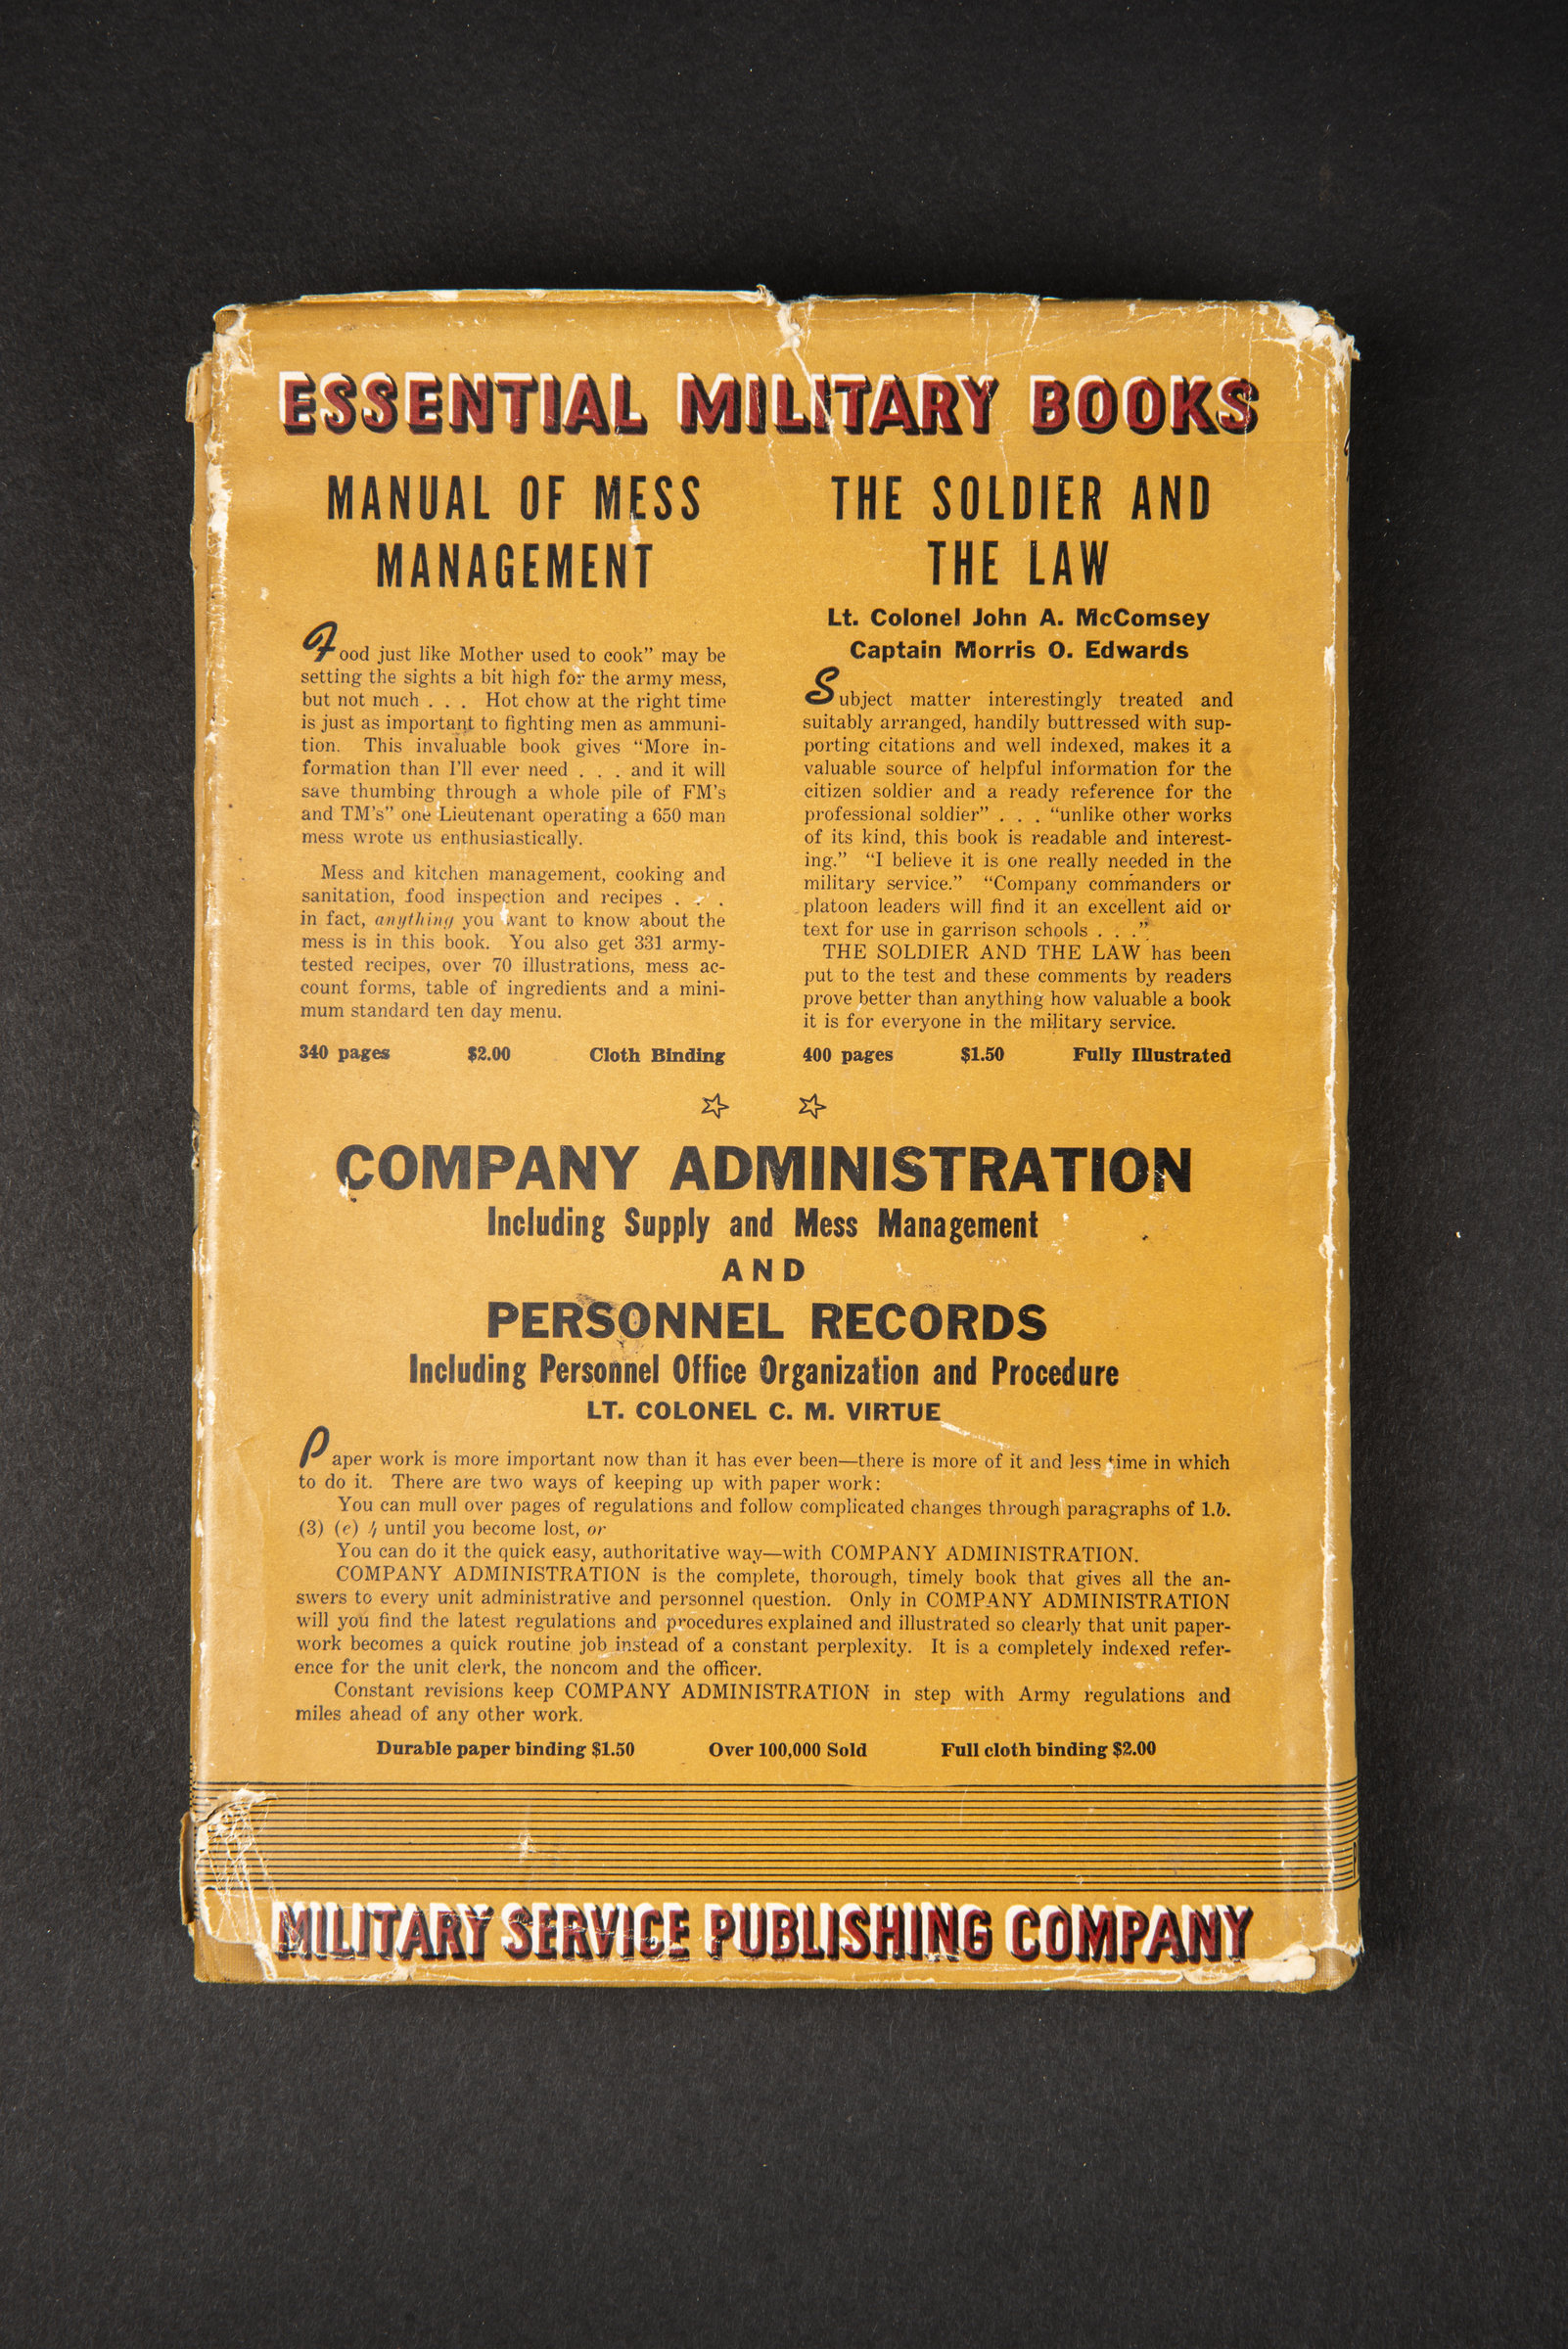 ESSENTIAL MILITARY BOOKS
MANUAL OF MESS
MANAGEMENT
Food just like Mother used to cook” may be
setting the sights a bit high for the army mess,
but not much . . . Hot chow at the right time
is just as important to fighting men as ammuni-
tion. This invaluable book gives “More in-
formation than I’ll ever need . . . and it will
save thumbing through a whole pile of FM’s
and TM’s” one Lieutenant operating a 650 man
mess wrote us enthusiastically.
Mess and kitchen management, cooking and
sanitation, food inspection and recipes . . .
in fact, anything you want to know about the
mess is in this book. You also get 331 army-
tested recipes, over 70 illustrations, mess ac-
count forms, table of ingredients and a mini-
mum standard ten day menu.
340 pages $2.00 Cloth Binding
THE SOLDIER AND
THE LAW
Lt. Colonel John A. McComsey
Captain Morris O. Edwards
Subject matter interestingly treated and
suitably arranged, handily buttressed with sup-
porting citations and well indexed, makes it a
valuable source of helpful information for the
citizen soldier and a ready reference for the
professional soldier” . . . “unlike other works
of its kind, this book is readable and interest-
ing.” “I believe it is one really needed in the
military service.” “Company commanders or
platoon leaders will find it an excellent aid or
text for use in garrison schools . . .”
THE SOLDIER AND THE LAW has been
put to the test and these comments by readers
prove better than anything how valuable a book
it is for everyone in the military service.
400 pages $1.50 Fully Illustrated
COMPANY ADMINISTRATION
Including Supply and Mess Management
AND
PERSONNEL RECORDS
Including Personnel Office Organization and Procedure
LT. COLONEL C. M. VIRTUE
Paper work is more important now than it has ever been—there is more of it and less time in which
to do it. There are two ways of keeping up with paper work:
You can mull over pages of regulations and follow complicated changes through paragraphs of 1.b.
(3) (e) until you become lost, or
You can do it the quick easy, authoritative way—with COMPANY ADMINISTRATION.
COMPANY ADMINISTRATION is the complete, thorough, timely book that gives all the an-
swers to every unit administrative and personnel question. Only in COMPANY ADMINISTRATION
will you find the latest regulations and procedures explained and illustrated so clearly that unit paper-
work becomes a quick routine job instead of a constant perplexity. It is a completely indexed refer-
ence for the unit clerk, the noncom and the officer.
Constant revisions keep COMPANY ADMINISTRATION in step with Army regulations and
miles ahead of any other work.
Durable paper binding $1.50 Over 100,000 Sold Full cloth binding $2.00
MILITARY SERVICE PUBLISHING COMPANY